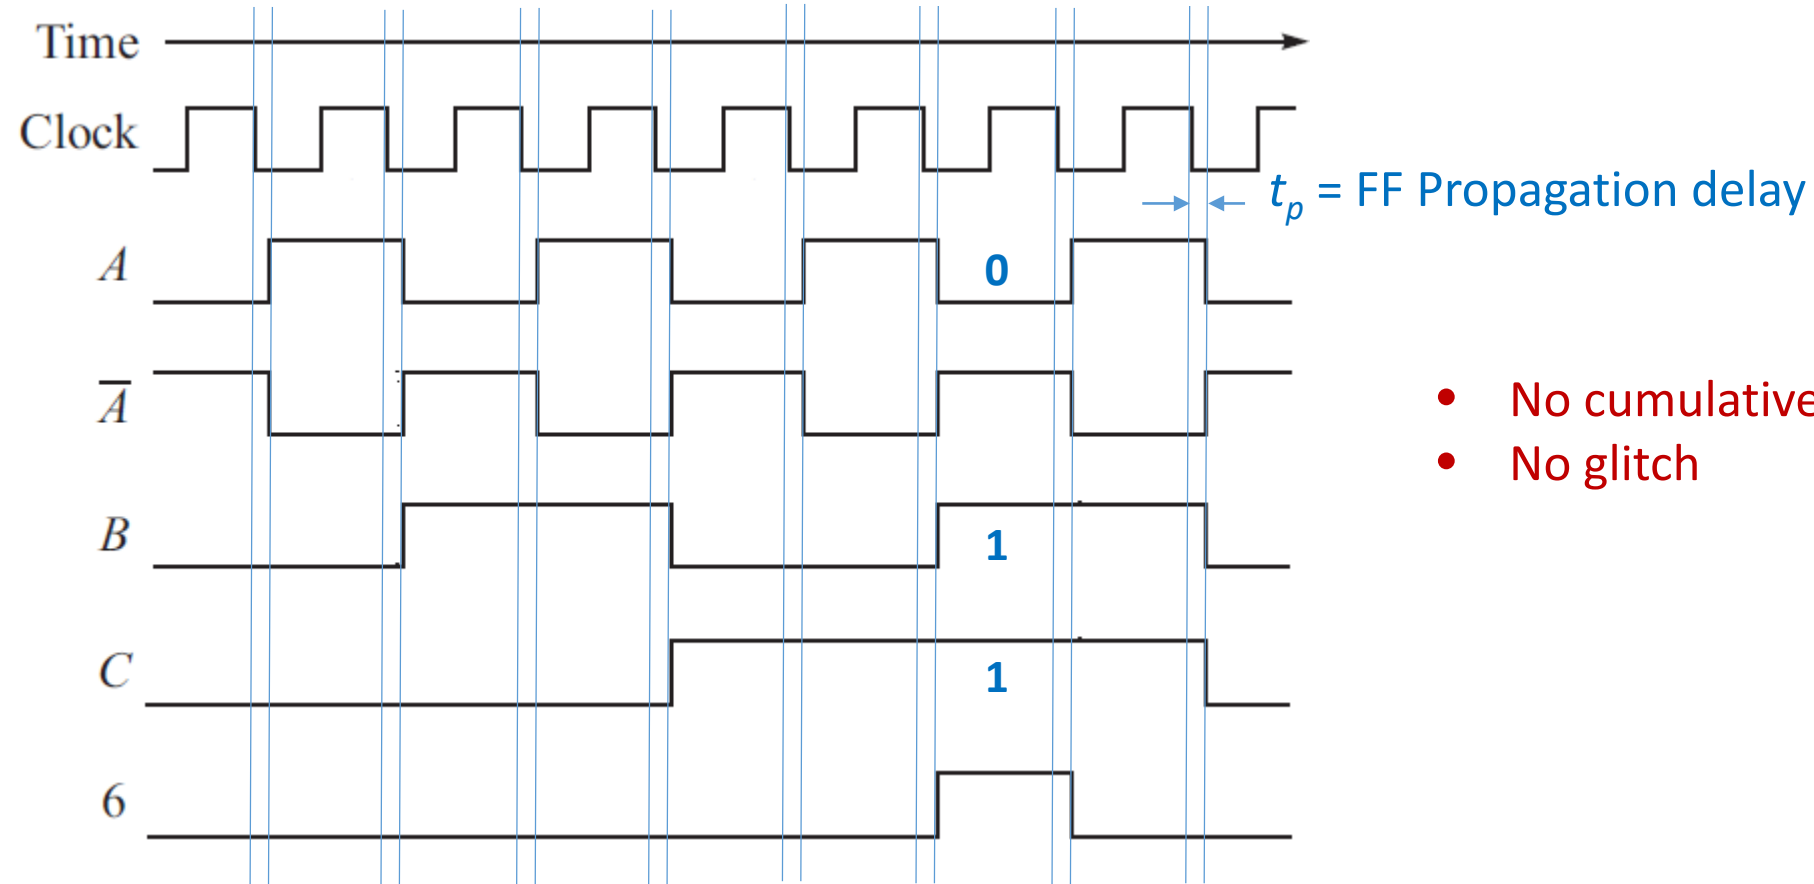 Time
Clock
t_p = FF Propagation delay
A
0
A̅
• No cumulative
• No glitch
B
1
C
1
6